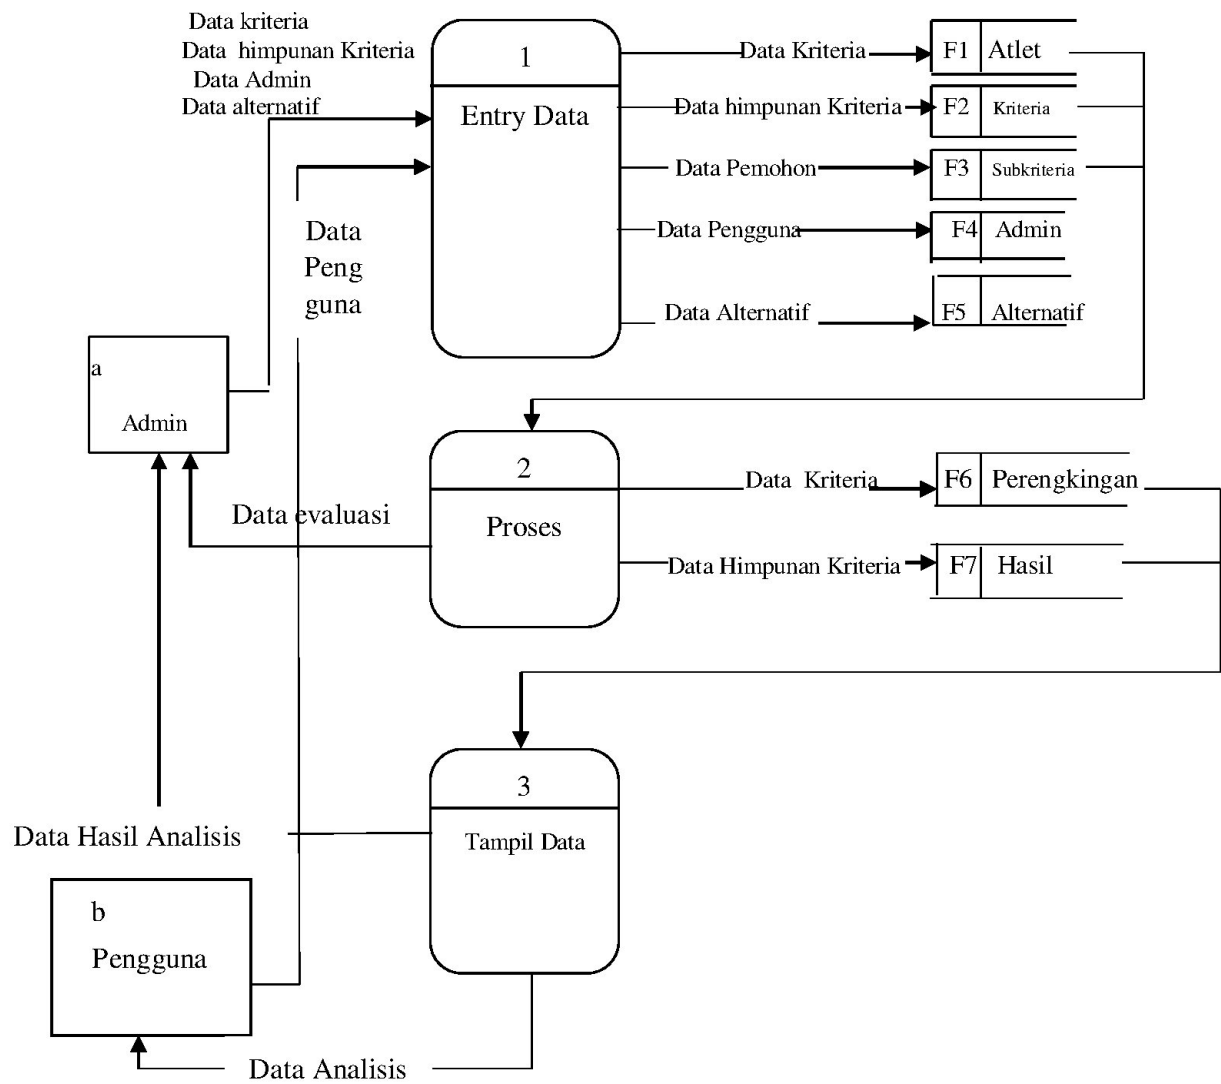 Data kriteria
Data himpunan Kriteria
Data Admin
Data alternatif
1
Entry Data
Data Kriteria
F1 Atlet
Data himpunan Kriteria
F2 Kriteria
Data Pemohon
F3 Subkriteria
Data Pengguna
F4 Admin
Data Alternatif
F5 Alternatif
Data
Peng
guna
a
Admin
2
Proses
Data Kriteria
F6 Perengkingan
Data evaluasi
Data Himpunan Kriteria
F7 Hasil
3
Tampil Data
Data Hasil Analisis
b
Pengguna
Data Analisis